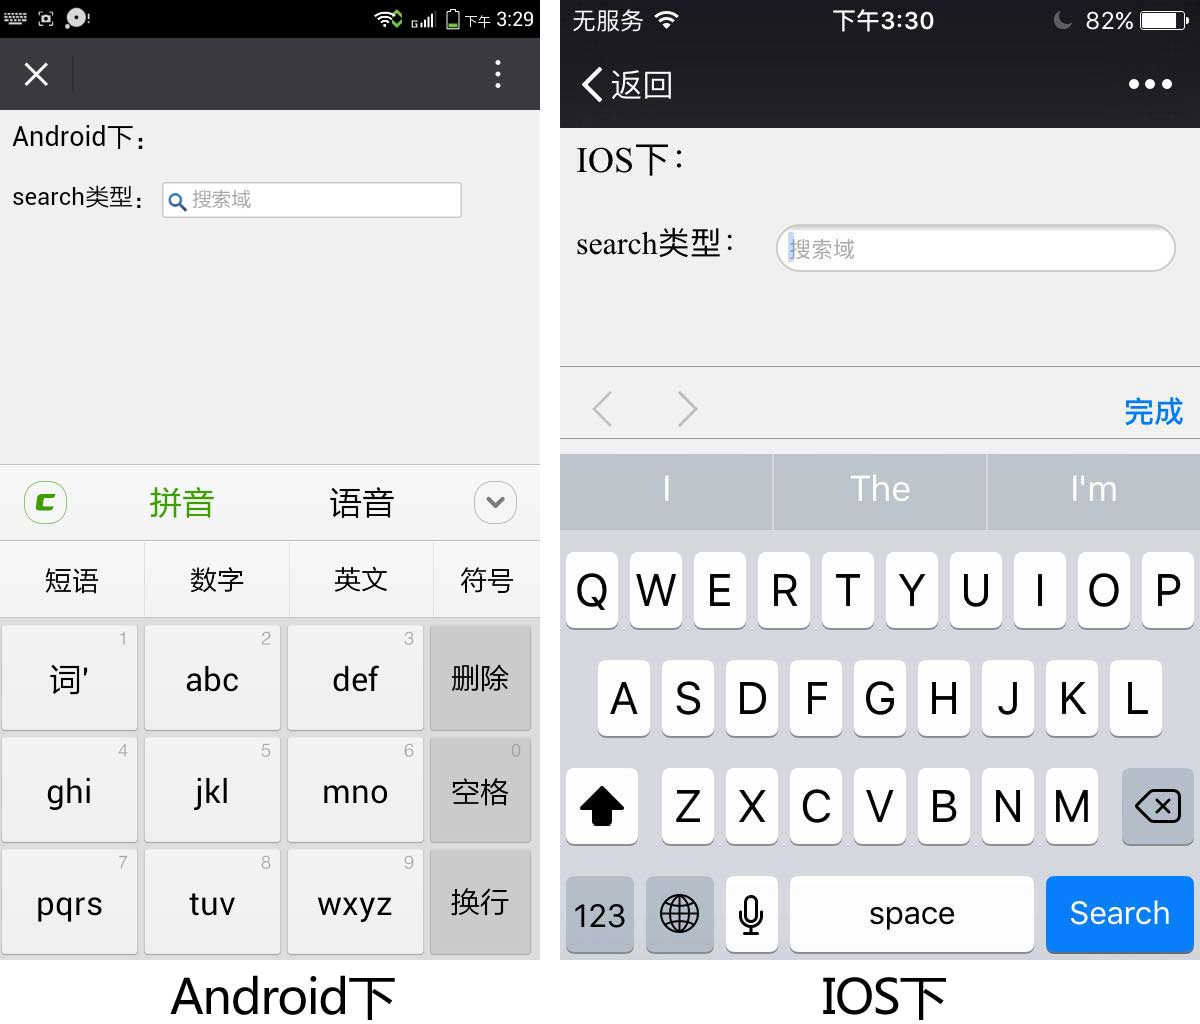 下午 3:29
Android下：
search类型：
搜索域
拼音
语音
短语
数字
英文
符号
词' 1
abc 2
def 3
删除
ghi 4
jkl 5
mno 6
空格 0
pqrs 7
tuv 8
wxyz 9
换行
Android下
无服务
下午3:30
82%
返回
IOS下：
search类型：
搜索域
完成
I
The
I'm
Q W E R T Y U I O P
A S D F G H J K L
Z X C V B N M
123
space
Search
IOS下